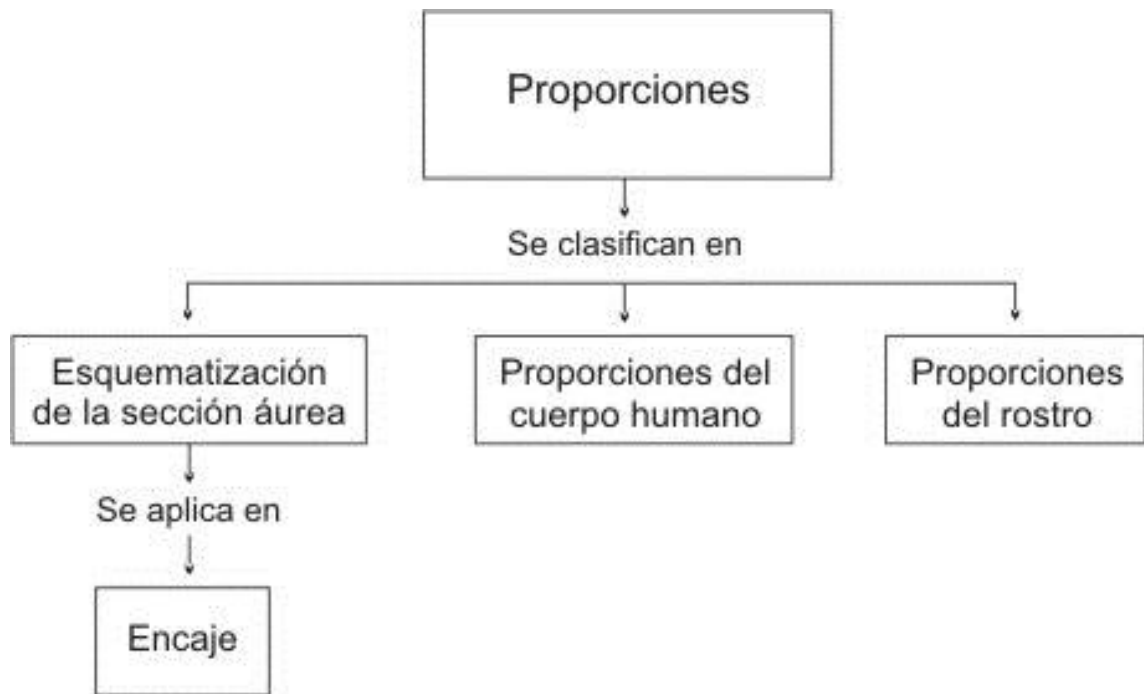 Proporciones
Se clasifican en
Esquematización
de la sección áurea
Proporciones del
cuerpo humano
Proporciones
del rostro
Se aplica en
Encaje